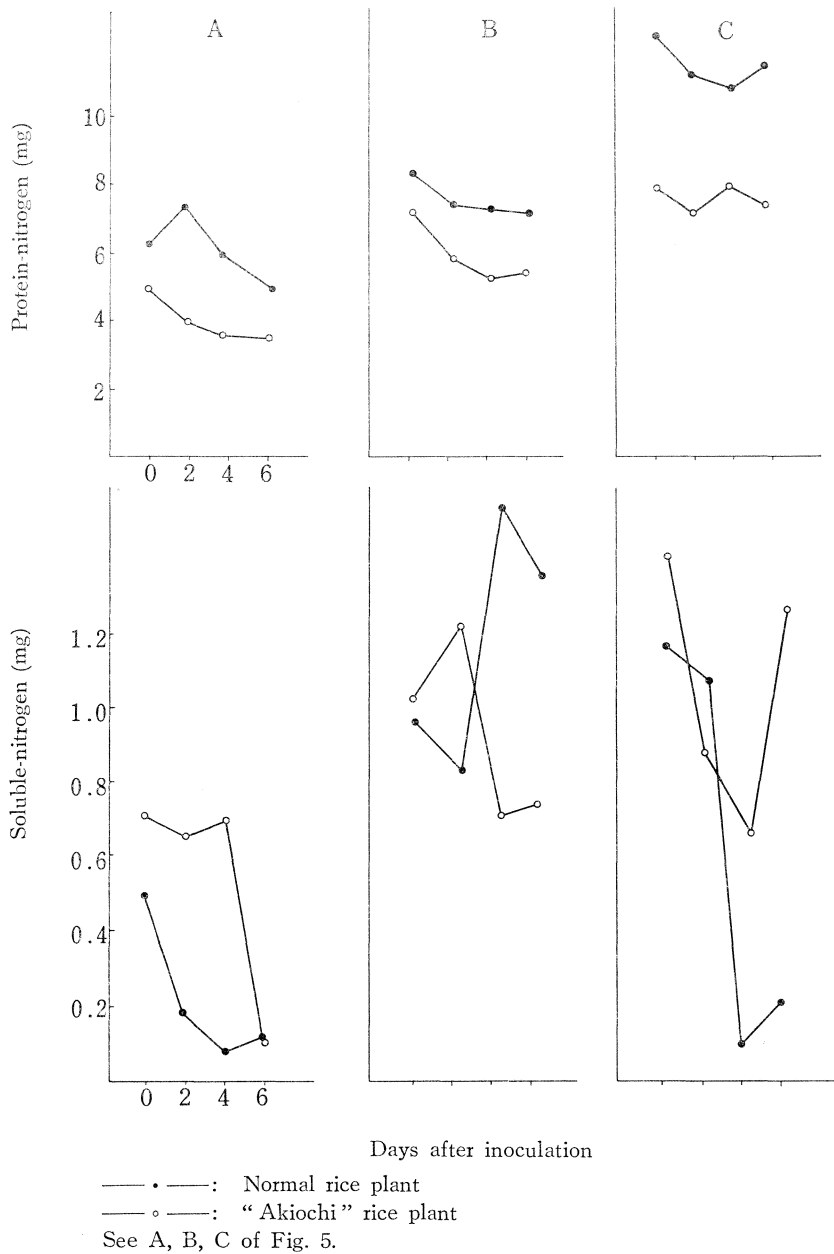 A
B
C
Protein-nitrogen (mg)
10
8
6
4
2
0 2 4 6
Soluble-nitrogen (mg)
1.2
1.0
0.8
0.6
0.4
0.2
0 2 4 6
Days after inoculation
: Normal rice plant
: “Akiochi” rice plant
See A, B, C of Fig. 5.